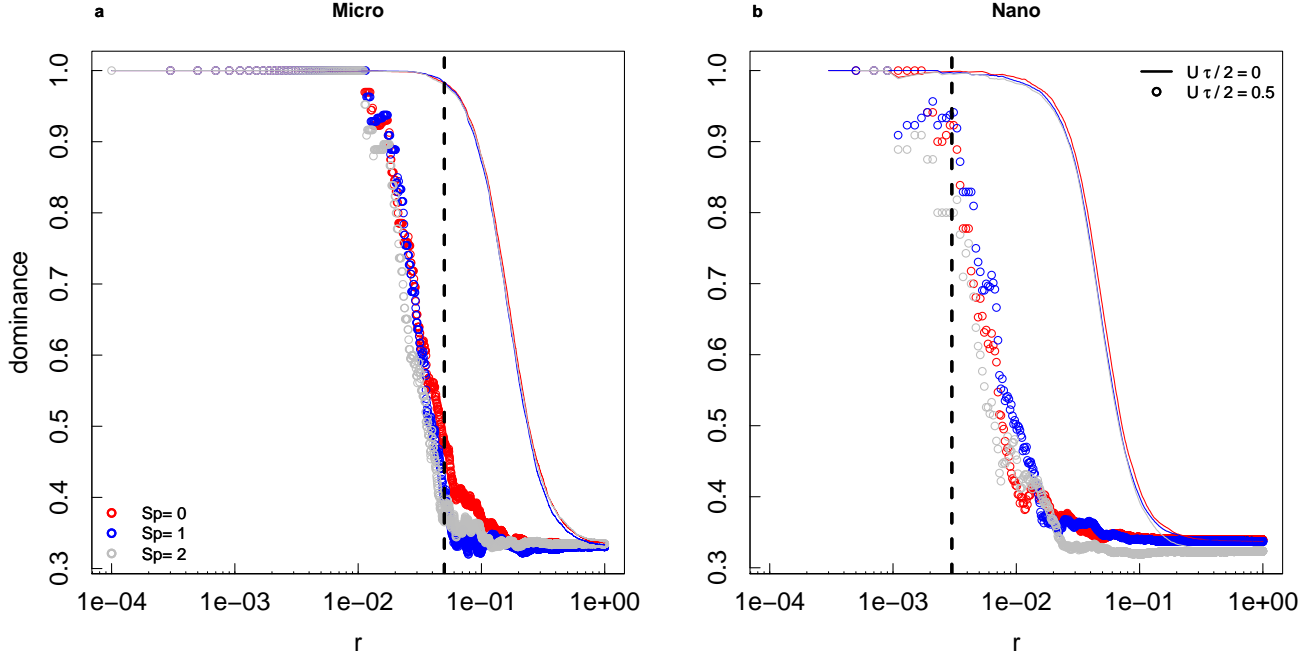 a
Micro
dominance
1.0
0.9
0.8
0.7
0.6
0.5
0.4
0.3
Sp= 0
Sp= 1
Sp= 2
1e−04
1e−03
1e−02
1e−01
1e+00
r
b
Nano
1.0
0.9
0.8
0.7
0.6
0.5
0.4
0.3
U τ / 2 = 0
U τ / 2 = 0.5
1e−04
1e−03
1e−02
1e−01
1e+00
r